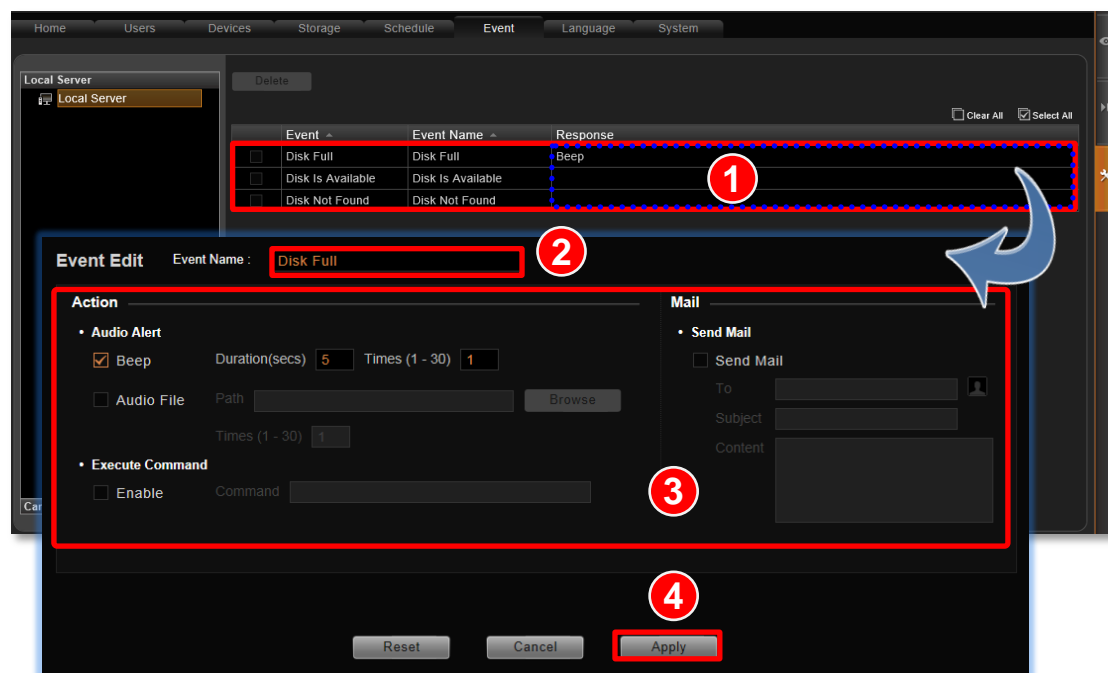 Home Users Devices Storage Schedule Event Language System
Local Server
Local Server
Delete
Clear All Select All
Event Event Name Response
Disk Full Disk Full Beep
Disk Is Available Disk Is Available
Disk Not Found Disk Not Found
1
Event Edit Event Name : Disk Full
2
Action
• Audio Alert
Beep Duration(secs) 5 Times (1 - 30) 1
Audio File Path Browse
Times (1 - 30) 1
• Execute Command
Enable Command
Mail
• Send Mail
Send Mail
To
Subject
Content
3
Car
4
Reset Cancel Apply